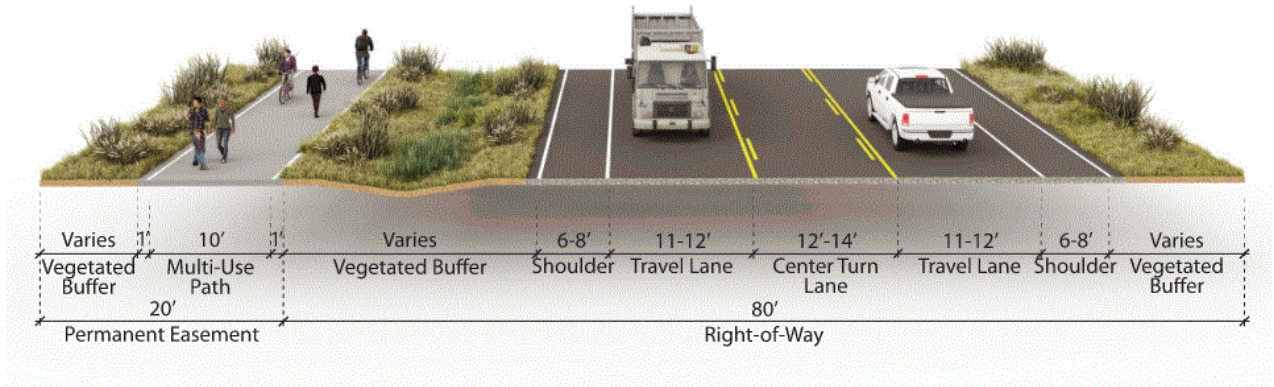 Varies 1′ 10′ 1′ Varies 6-8′ 11-12′ 12′-14′ 11-12′ 6-8′ Varies
Vegetated Multi-Use Vegetated Buffer Shoulder Travel Lane Center Turn Travel Lane Shoulder Vegetated
Buffer Path Lane Buffer
20′ 80′
Permanent Easement Right-of-Way